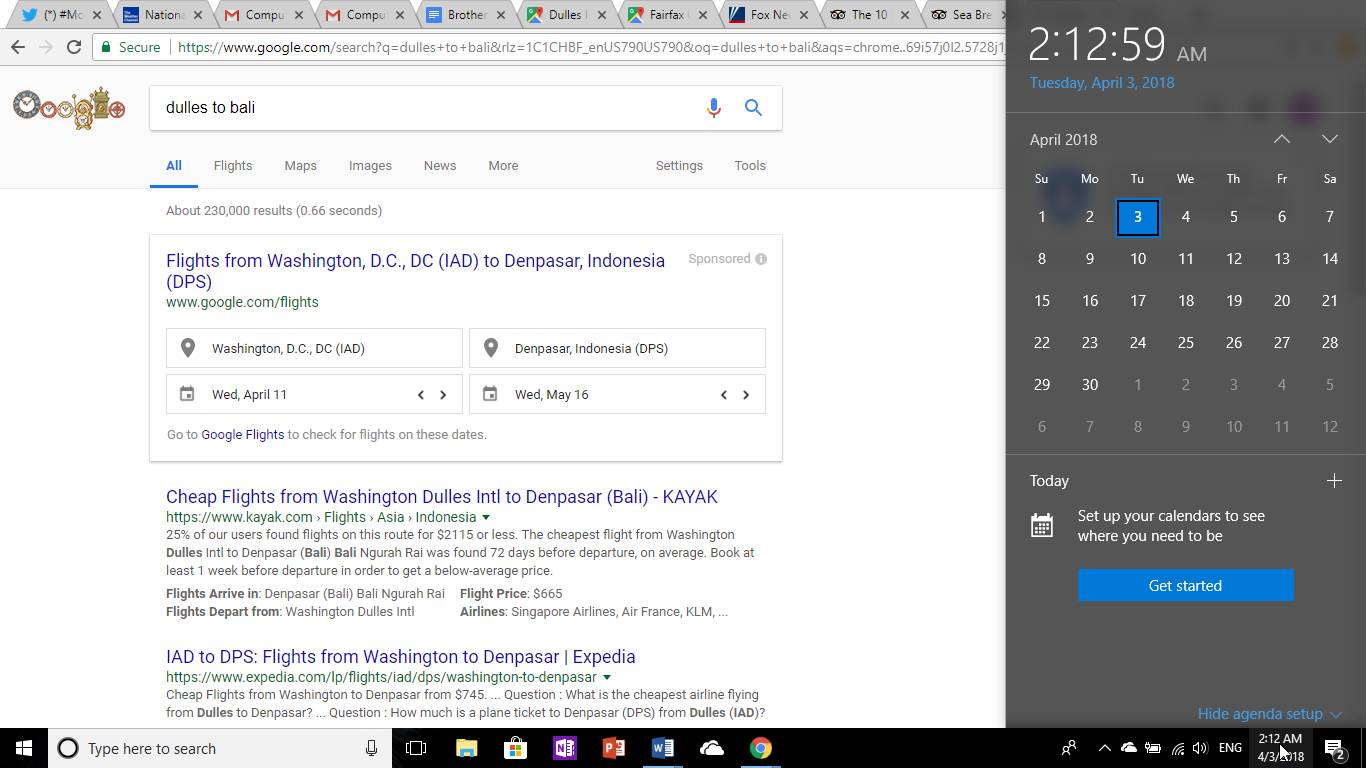 (*) #Mc
Nationa
Compu
Compu
Brother
Dulles I
Fairfax
Fox Ne
The 10
Sea Bre
Secure https://www.google.com/search?q=dulles+to+bali&rlz=1C1CHBF_enUS790US790&oq=dulles+to+bali&aqs=chrome..69i57j0l2.5728j1
Google
dulles to bali
All Flights Maps Images News More Settings Tools
About 230,000 results (0.66 seconds)
Flights from Washington, D.C., DC (IAD) to Denpasar, Indonesia
(DPS)
Sponsored
www.google.com/flights
Washington, D.C., DC (IAD)
Denpasar, Indonesia (DPS)
Wed, April 11
Wed, May 16
Go to Google Flights to check for flights on these dates.
Cheap Flights from Washington Dulles Intl to Denpasar (Bali) - KAYAK
https://www.kayak.com › Flights › Asia › Indonesia
25% of our users found flights on this route for $2115 or less. The cheapest flight from Washington
Dulles Intl to Denpasar (Bali) Bali Ngurah Rai was found 72 days before departure, on average. Book at
least 1 week before departure in order to get a below-average price.
Flights Arrive in: Denpasar (Bali) Bali Ngurah Rai Flight Price: $665
Flights Depart from: Washington Dulles Intl Airlines: Singapore Airlines, Air France, KLM, ...
IAD to DPS: Flights from Washington to Denpasar | Expedia
https://www.expedia.com/lp/flights/iad/dps/washington-to-denpasar
Cheap Flights from Washington to Denpasar from $745. ... Question : What is the cheapest airline flying
from Dulles to Denpasar? ... Question : How much is a plane ticket to Denpasar (DPS) from Dulles (IAD)?
2:12:59 AM
Tuesday, April 3, 2018
April 2018
Su Mo Tu We Th Fr Sa
1 2 3 4 5 6 7
8 9 10 11 12 13 14
15 16 17 18 19 20 21
22 23 24 25 26 27 28
29 30 1 2 3 4 5
6 7 8 9 10 11 12
Today
Set up your calendars to see
where you need to be
Get started
Hide agenda setup
Type here to search
ENG
2:12 AM
4/3/2018
2